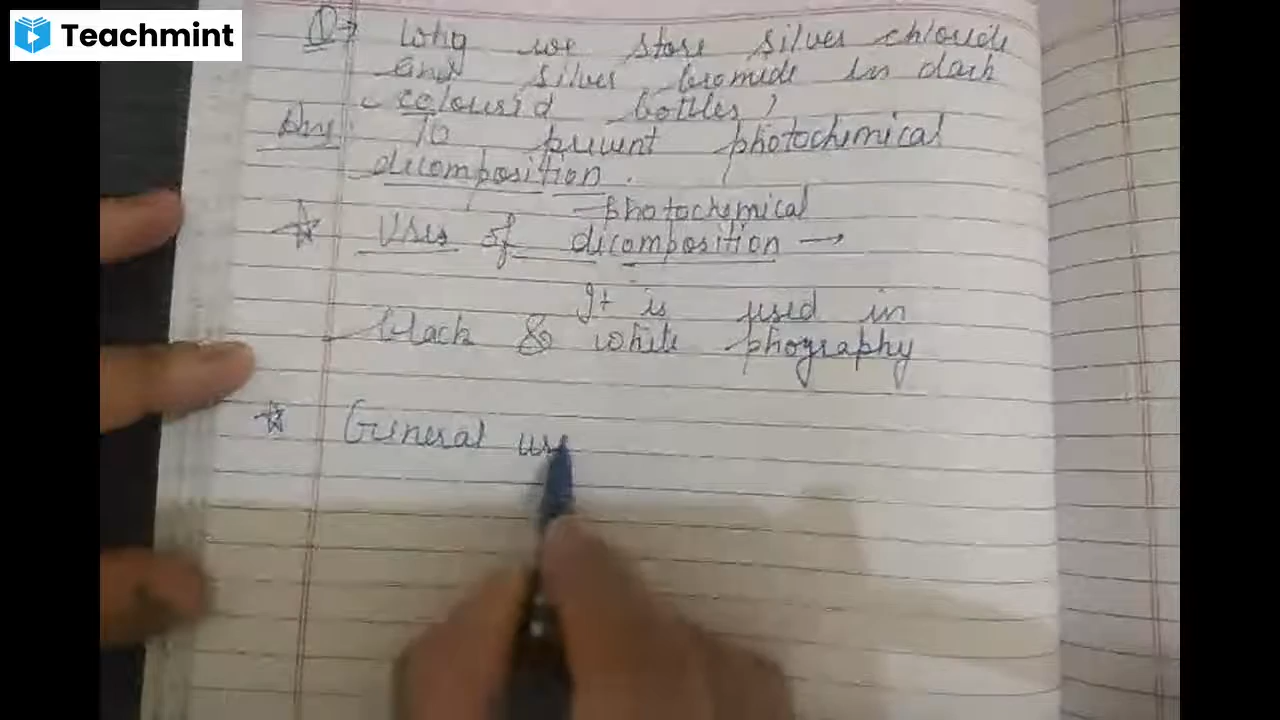 Teachmint
Q→ Why we store silver chloride
and silver bromide in dark
coloured bottles?
Ans: To prevent photochemical
decomposition.
photochemical
☆ Uses of decomposition →
It is used in
black & white phography
☆ General use